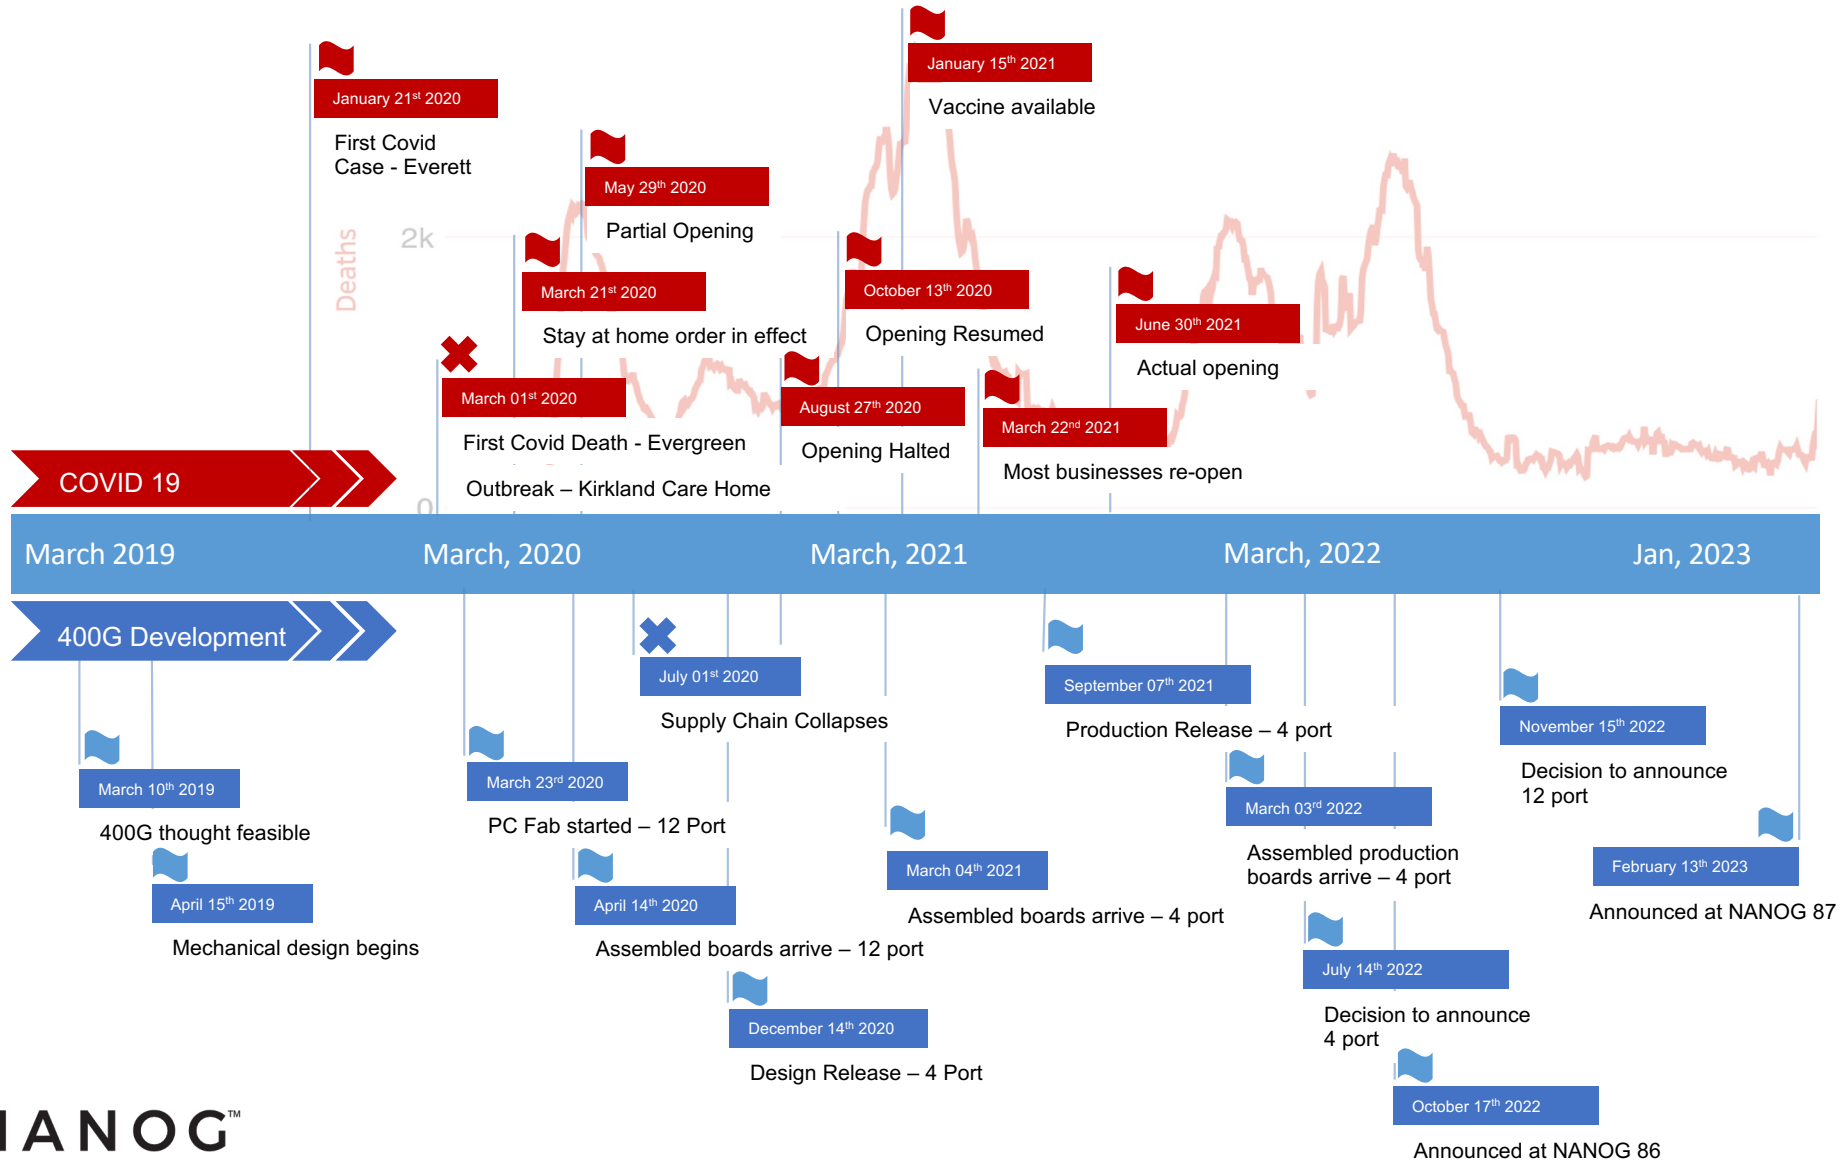 January 15th 2021
Vaccine available
January 21st 2020
First Covid
Case - Everett
May 29th 2020
Partial Opening
Deaths
2k
March 21st 2020
Stay at home order in effect
October 13th 2020
Opening Resumed
June 30th 2021
Actual opening
March 01st 2020
First Covid Death - Evergreen
Outbreak – Kirkland Care Home
August 27th 2020
Opening Halted
March 22nd 2021
Most businesses re-open
COVID 19
0
March 2019
March, 2020
March, 2021
March, 2022
Jan, 2023
400G Development
July 01st 2020
Supply Chain Collapses
September 07th 2021
Production Release – 4 port
November 15th 2022
Decision to announce
12 port
March 10th 2019
400G thought feasible
March 23rd 2020
PC Fab started – 12 Port
March 03rd 2022
Assembled production
boards arrive – 4 port
March 04th 2021
Assembled boards arrive – 4 port
February 13th 2023
Announced at NANOG 87
April 15th 2019
Mechanical design begins
April 14th 2020
Assembled boards arrive – 12 port
July 14th 2022
Decision to announce
4 port
December 14th 2020
Design Release – 4 Port
October 17th 2022
Announced at NANOG 86
NANOG™